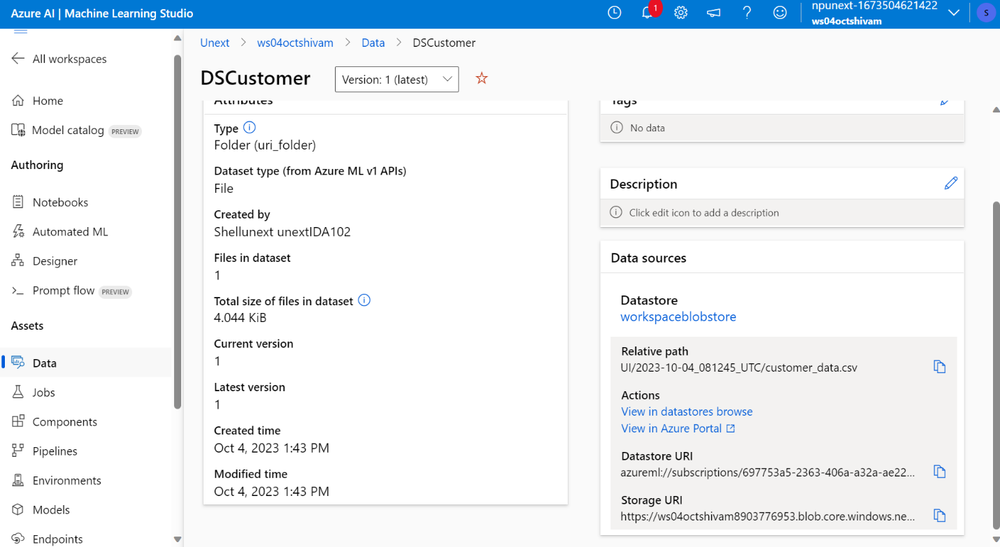 Azure AI | Machine Learning Studio
1
npunext-1673504621422
ws04octshivam
S
All workspaces
Home
Model catalog PREVIEW
Authoring
Notebooks
Automated ML
Designer
Prompt flow PREVIEW
Assets
Data
Jobs
Components
Pipelines
Environments
Models
Endpoints
Unext > ws04octshivam > Data > DSCustomer
DSCustomer
Version: 1 (latest)
Attributes
Type
Folder (uri_folder)
Dataset type (from Azure ML v1 APIs)
File
Created by
Shellunext unextIDA102
Files in dataset
1
Total size of files in dataset
4.044 KiB
Current version
1
Latest version
1
Created time
Oct 4, 2023 1:43 PM
Modified time
Oct 4, 2023 1:43 PM
Tags
No data
Description
Click edit icon to add a description
Data sources
Datastore
workspaceblobstore
Relative path
UI/2023-10-04_081245_UTC/customer_data.csv
Actions
View in datastores browse
View in Azure Portal
Datastore URI
azureml://subscriptions/697753a5-2363-406a-a32a-ae22...
Storage URI
https://ws04octshivam8903776953.blob.core.windows.ne...